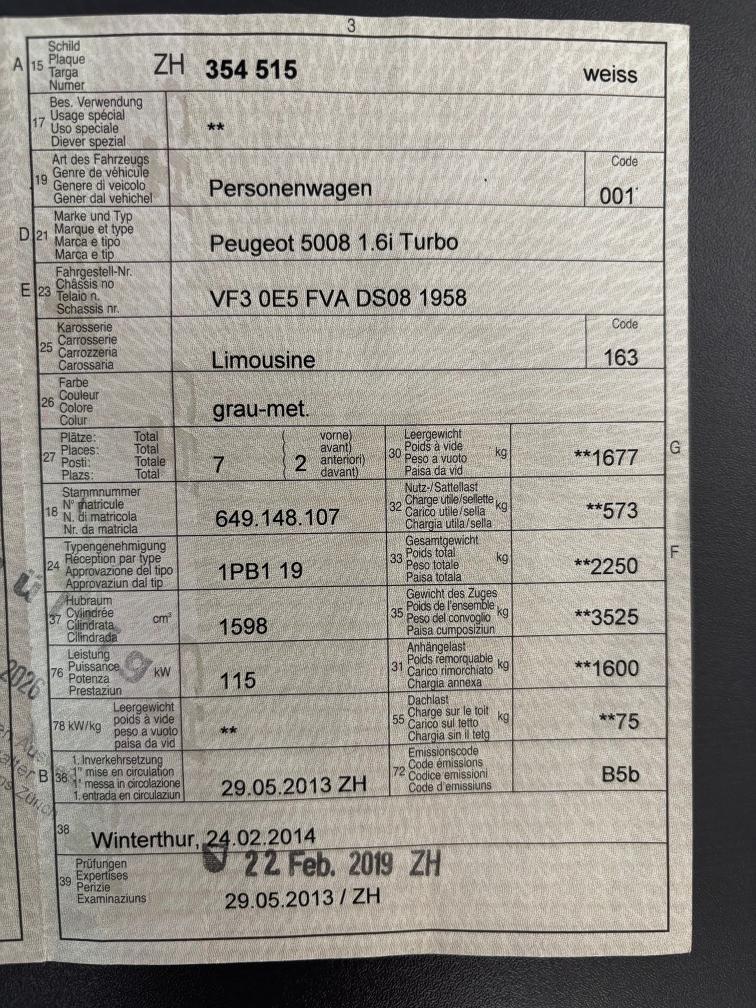 3
A 15 Schild
Plaque
Targa
Numer
ZH 354 515 weiss
17 Bes. Verwendung
Usage spécial
Uso speciale
Diever spezial
**
19 Art des Fahrzeugs
Genre de véhicule
Genere di veicolo
Gener dal vehichel
Personenwagen
Code
001
D 21 Marke und Typ
Marque et type
Marca e tipo
Marca e tip
Peugeot 5008 1.6i Turbo
E 23 Fahrgestell-Nr.
Châssis no
Telaio n.
Schassis nr.
VF3 0E5 FVA DS08 1958
25 Karosserie
Carrosserie
Carrozzeria
Carossaria
Limousine
Code
163
26 Farbe
Couleur
Colore
Colur
grau-met.
27 Plätze: Total
Places: Total
Posti: Totale
Plazs: Total
7 ( 2 vorne)
avant)
anteriori)
davant)
30 Leergewicht
Poids à vide
Peso a vuoto
Paisa da vid
kg **1677 G
18 Stammnummer
N° matricule
N. di matricola
Nr. da matricla
649.148.107
32 Nutz-/Sattellast
Charge utile/sellette
Carico utile/sella
Chargia utila/sella
kg **573
24 Typengenehmigung
Réception par type
Approvazione del tipo
Approvaziun dal tip
1PB1 19
33 Gesamtgewicht
Poids total
Peso totale
Paisa totala
kg **2250 F
37 Hubraum
Cylindrée
Cilindrata
Cilindrada
cm³ 1598
35 Gewicht des Zuges
Poids de l'ensemble
Peso del convoglio
Paisa cumposiziun
kg **3525
76 Leistung
Puissance
Potenza
Prestaziun
kW 115
31 Anhängelast
Poids remorquable
Carico rimorchiato
Chargia annexa
kg **1600
78 kW/kg Leergewicht
poids à vide
peso a vuoto
paisa da vid
**
55 Dachlast
Charge sur le toit
Carico sul tetto
Chargia sin il tetg
kg **75
B 36 1. Inverkehrsetzung
1re mise en circulation
1a messa in circolazione
1. entrada en circulaziun
29.05.2013 ZH
72 Emissionscode
Code émissions
Codice emissioni
Code d'emissiuns
B5b
38 Winterthur, 24.02.2014
39 Prüfungen
Expertises
Perizie
Examinaziuns
22 Feb. 2019 ZH
29.05.2013 / ZH
2026